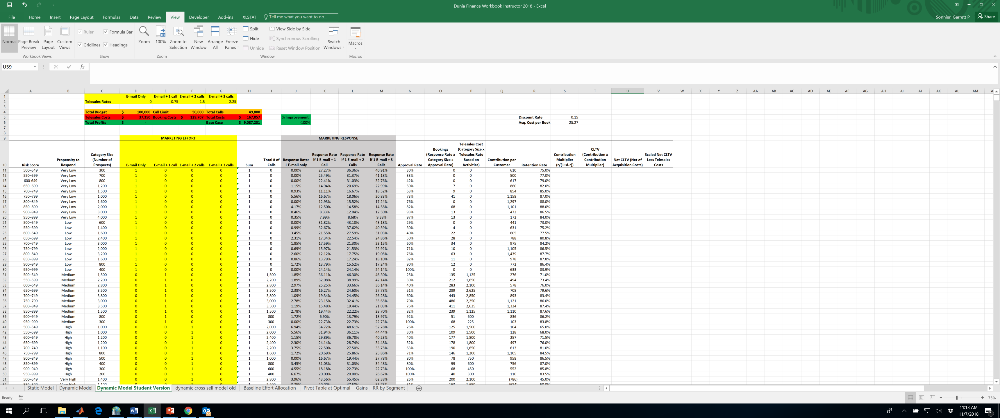 Dunia Finance Workbook Instructor 2018 - Excel
File Home Insert Page Layout Formulas Data Review View Developer Add-ins XLSTAT Tell me what you want to do... Sonnier, Garrett P Share
Ruler Formula Bar Split View Side by Side
Normal Page Break Preview Page Layout Custom Views Zoom 100% Zoom to Selection New Window Arrange All Freeze Panes Hide Synchronous Scrolling Switch Windows Macros
Gridlines Headings Unhide Reset Window Position
Workbook Views Show Zoom Window Macros
U59 fx
A B C D E F G H I J K L M N O P Q R S T U V W X Y Z AA AB AC AD AE AF AG AH AI AJ AK AL AM A
1 E-mail Only E-mail + 1 call E-mail + 2 calls E-mail + 3 calls
2 Telesales Rates 0 0.75 1.5 2.25
3
4 Total Budget $ 100,000 Call Limit 50,000 Total Calls 49,800
5 Telesales Costs $ 37,350 Booking Costs $ 129,707 Total Costs $ 167,057 % Improvement Discount Rate 0.15
6 Total Profits $ - Base Case $ 9,087,231 -100% Acq. Cost per Book 25.27
7
8
9 MARKETING EFFORT MARKETING RESPONSE
10 Risk Score Propensity to Respond Category Size (Number of Prospects) E-mail Only E-mail + 1 call E-mail + 2 calls E-mail + 3 calls Sum Total # of Calls Response Rate: 1 E-mail only Response Rate if 1 E-mail + 1 Call Response Rate if 1 E-mail + 2 Calls Response Rate if 1 E-mail + 3 Calls Approval Rate Bookings (Response Rate x Category Size x Approval Rate) Telesales Cost (Category Size x Telesales Rate Based on Activities) Contribution per Customer Retention Rate Contribution Multiplier (r/(1+d-r)) CLTV (Contribution x Contribution Multiplier) Net CLTV (Net of Acquisition Costs) Scaled Net CLTV Less Telesales Costs
11 500–549 Very Low 300 1 0 0 0 1 0 0.00% 27.27% 36.36% 40.91% 30% 0 0 610 75.0%
12 550–599 Very Low 700 1 0 0 0 1 0 0.00% 25.49% 31.37% 41.18% 33% 0 0 500 77.0%
13 600-649 Very Low 800 1 0 0 0 1 0 0.00% 22.41% 31.03% 32.76% 42% 0 0 617 79.0%
14 650–699 Very Low 1,200 1 0 0 0 1 0 1.15% 14.94% 20.69% 22.99% 50% 7 0 860 82.0%
15 700–749 Very Low 1,500 1 0 0 0 1 0 0.93% 11.11% 16.67% 18.52% 63% 9 0 854 85.0%
16 750–799 Very Low 1,000 1 0 0 0 1 0 5.56% 16.67% 18.06% 20.83% 73% 41 0 1,158 87.0%
17 800–849 Very Low 1,600 1 0 0 0 1 0 0.00% 12.93% 15.52% 17.24% 76% 0 0 1,297 88.0%
18 850–899 Very Low 2,000 1 0 0 0 1 0 4.17% 12.50% 14.58% 14.58% 82% 68 0 1,101 88.0%
19 900–949 Very Low 3,000 1 0 0 0 1 0 0.46% 8.33% 12.04% 12.50% 93% 13 0 472 86.5%
20 950–999 Very Low 4,000 1 0 0 0 1 0 0.35% 7.99% 8.68% 9.38% 97% 13 0 172 84.0%
21 500–549 Low 600 1 0 0 0 1 0 0.00% 31.82% 43.18% 43.18% 29% 0 0 441 73.0%
22 550–599 Low 1,400 1 0 0 0 1 0 0.99% 32.67% 37.62% 40.59% 30% 4 0 631 75.2%
23 600–649 Low 1,600 1 0 0 0 1 0 3.45% 21.55% 27.59% 31.03% 40% 22 0 605 77.5%
24 650–699 Low 2,400 1 0 0 0 1 0 2.31% 17.34% 22.54% 24.86% 50% 28 0 788 80.8%
25 700–749 Low 3,000 1 0 0 0 1 0 1.85% 17.59% 21.30% 23.15% 60% 34 0 975 84.2%
26 750–799 Low 2,000 1 0 0 0 1 0 0.69% 15.97% 21.53% 22.92% 71% 10 0 1,105 86.5%
27 800–849 Low 3,200 1 0 0 0 1 0 2.60% 12.12% 17.75% 19.05% 76% 63 0 1,439 87.7%
28 850–899 Low 1,600 1 0 0 0 1 0 0.86% 13.79% 17.24% 18.10% 82% 11 0 978 87.8%
29 900–949 Low 800 1 0 0 0 1 0 1.72% 13.79% 15.52% 17.24% 90% 12 0 772 86.4%
30 950–999 Low 400 1 0 0 0 1 0 0.00% 24.14% 24.14% 24.14% 100% 0 0 633 83.9%
31 500–549 Medium 1,500 0 1 0 0 1 1,500 1.85% 36.11% 46.30% 46.30% 25% 135 1,125 276 71.0%
32 550–599 Medium 2,200 0 1 0 0 1 2,200 1.89% 32.08% 38.99% 42.14% 30% 212 1,650 494 73.4%
33 600–649 Medium 2,800 0 1 0 0 1 2,800 2.97% 25.25% 33.66% 36.14% 40% 283 2,100 578 76.0%
34 650–699 Medium 3,500 0 1 0 0 1 3,500 2.38% 16.27% 24.60% 27.78% 51% 289 2,625 708 79.6%
35 700–749 Medium 3,800 0 1 0 0 1 3,800 1.09% 19.34% 24.45% 26.28% 60% 443 2,850 893 83.4%
36 750–799 Medium 3,000 0 1 0 0 1 3,000 2.78% 23.15% 32.41% 35.65% 70% 486 2,250 1,121 86.0%
37 800–849 Medium 3,500 0 1 0 0 1 3,500 1.19% 15.48% 19.44% 21.03% 76% 411 2,625 1,324 87.4%
38 850–899 Medium 1,500 0 1 0 0 1 1,500 2.78% 19.44% 22.22% 28.70% 82% 239 1,125 1,110 87.6%
39 900–949 Medium 800 0 1 0 0 1 800 1.72% 6.90% 13.79% 18.97% 92% 51 600 836 86.2%
40 950–999 Medium 300 0 1 0 0 1 300 0.00% 22.73% 22.73% 22.73% 100% 68 225 103 83.8%
41 500–549 High 1,000 0 0 1 0 1 2,000 6.94% 34.72% 48.61% 52.78% 26% 125 1,500 104 65.0%
42 550–599 High 1,000 0 0 1 0 1 2,000 5.56% 31.94% 36.11% 44.44% 30% 109 1,500 128 68.0%
43 600–649 High 1,200 0 0 1 0 1 2,400 1.15% 29.89% 36.78% 40.23% 40% 177 1,800 257 71.5%
44 650–699 High 1,200 0 0 1 0 1 2,400 2.30% 24.14% 28.74% 34.48% 52% 178 1,800 497 76.0%
45 700–749 High 1,100 0 0 1 0 1 2,200 3.75% 22.50% 27.50% 33.75% 63% 190 1,650 613 81.0%
46 750–799 High 800 0 0 1 0 1 1,600 1.72% 20.69% 25.86% 25.86% 71% 146 1,200 1,105 84.5%
47 800–849 High 500 0 0 1 0 1 1,000 0.00% 16.67% 19.44% 27.78% 80% 78 750 958 86.5%
48 850–899 High 400 0 0 1 0 1 800 3.45% 31.03% 31.03% 34.48% 80% 99 600 756 87.0%
49 900–949 High 300 0 0 1 0 1 600 4.55% 18.18% 22.73% 22.73% 100% 68 450 552 85.8%
50 950–999 High 200 0 0 1 0 1 400 6.67% 20.00% 20.00% 26.67% 100% 40 300 110 83.5%
51 500–549 Very High 1,400 0 0 1 0 1 2,800 3.96% 43.56% 55.45% 62.38% 26% 200 2,100 (786) 45.0%
Static Model Dynamic Model Dynamic Model Student Version dynamic cross sell model old Baseline Effort Allocation Pivot Table at Optimal Gains RR by Segment
Ready 75%
11:13 AM
11/7/2018